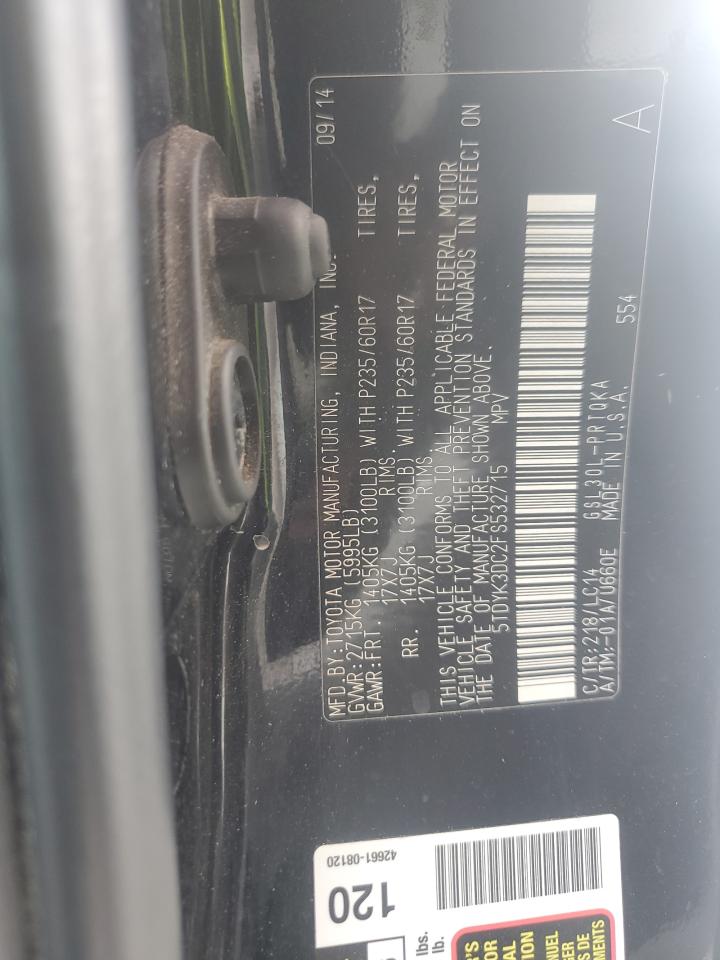 MFD.BY:TOYOTA MOTOR MANUFACTURING, INDIANA, INC. 09/14
GVWR:2715KG (5995LB)
GAWR:FRT. 1405KG (3100LB) WITH P235/60R17 TIRES,
17X7J RIMS.
RR. 1405KG (3100LB) WITH P235/60R17 TIRES,
17X7J RIMS.
THIS VEHICLE CONFORMS TO ALL APPLICABLE FEDERAL MOTOR
VEHICLE SAFETY AND THEFT PREVENTION STANDARDS IN EFFECT ON
THE DATE OF MANUFACTURE SHOWN ABOVE.
5TDYK3DC2FS532715 MPV
C/TR:218/LC14 GSL30L-PRTQKA 554 A
A/TM:-01A/U660E MADE IN U.S.A.
42661-08120
120
lbs.
lb.
NUEL